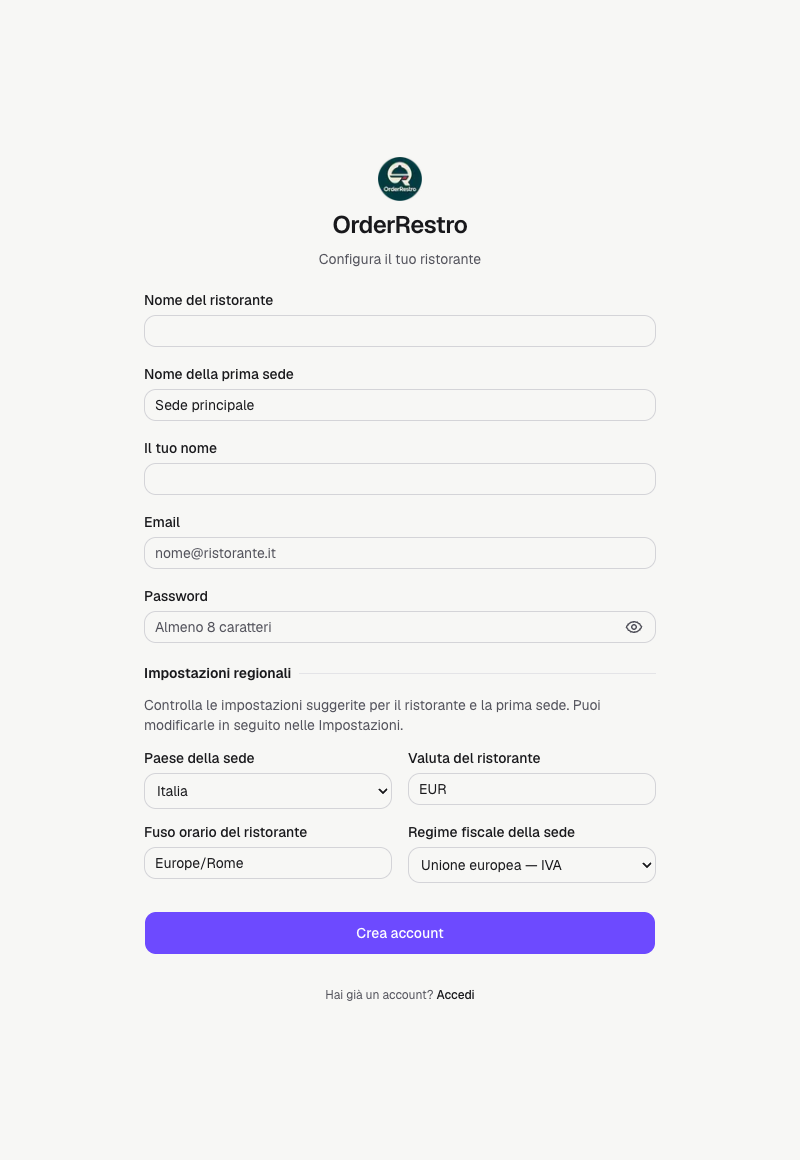 OrderRestro
OrderRestro
Configura il tuo ristorante
Nome del ristorante
Nome della prima sede
Sede principale
Il tuo nome
Email
nome@ristorante.it
Password
Almeno 8 caratteri
Impostazioni regionali
Controlla le impostazioni suggerite per il ristorante e la prima sede. Puoi
modificarle in seguito nelle Impostazioni.
Paese della sede
Valuta del ristorante
Italia
EUR
Fuso orario del ristorante
Regime fiscale della sede
Europe/Rome
Unione europea — IVA
Crea account
Hai già un account? Accedi